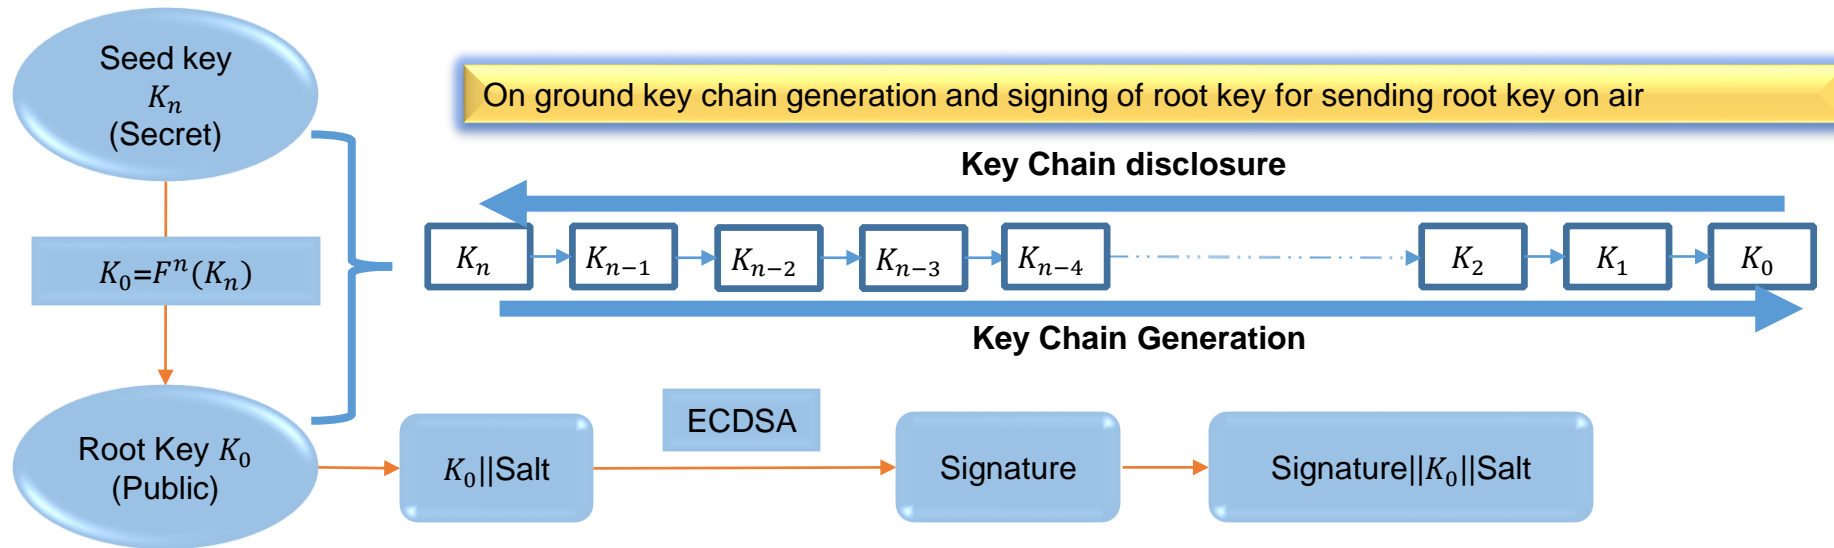 Seed key
𝐾𝑛
(Secret)
On ground key chain generation and signing of root key for sending root key on air
Key Chain disclosure
𝐾0=𝐹𝑛(𝐾𝑛)
𝐾𝑛 𝐾𝑛−1 𝐾𝑛−2 𝐾𝑛−3 𝐾𝑛−4 𝐾2 𝐾1 𝐾0
Key Chain Generation
Root Key 𝐾0
(Public)
𝐾0||Salt
ECDSA
Signature
Signature||𝐾0||Salt